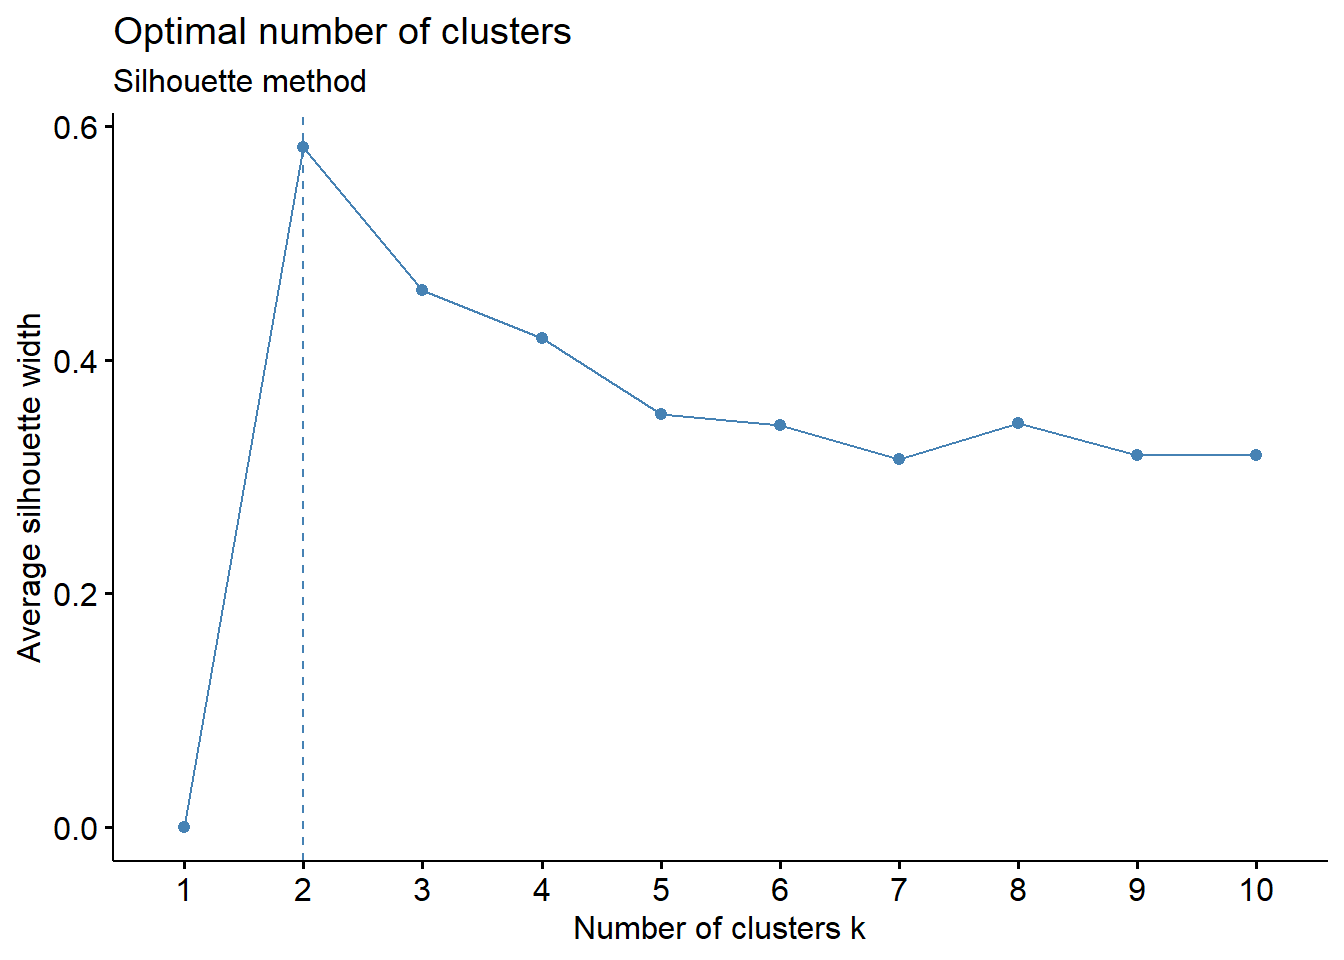 Optimal number of clusters
Silhouette method
Average silhouette width
0.6
0.4
0.2
0.0
1 2 3 4 5 6 7 8 9 10
Number of clusters k